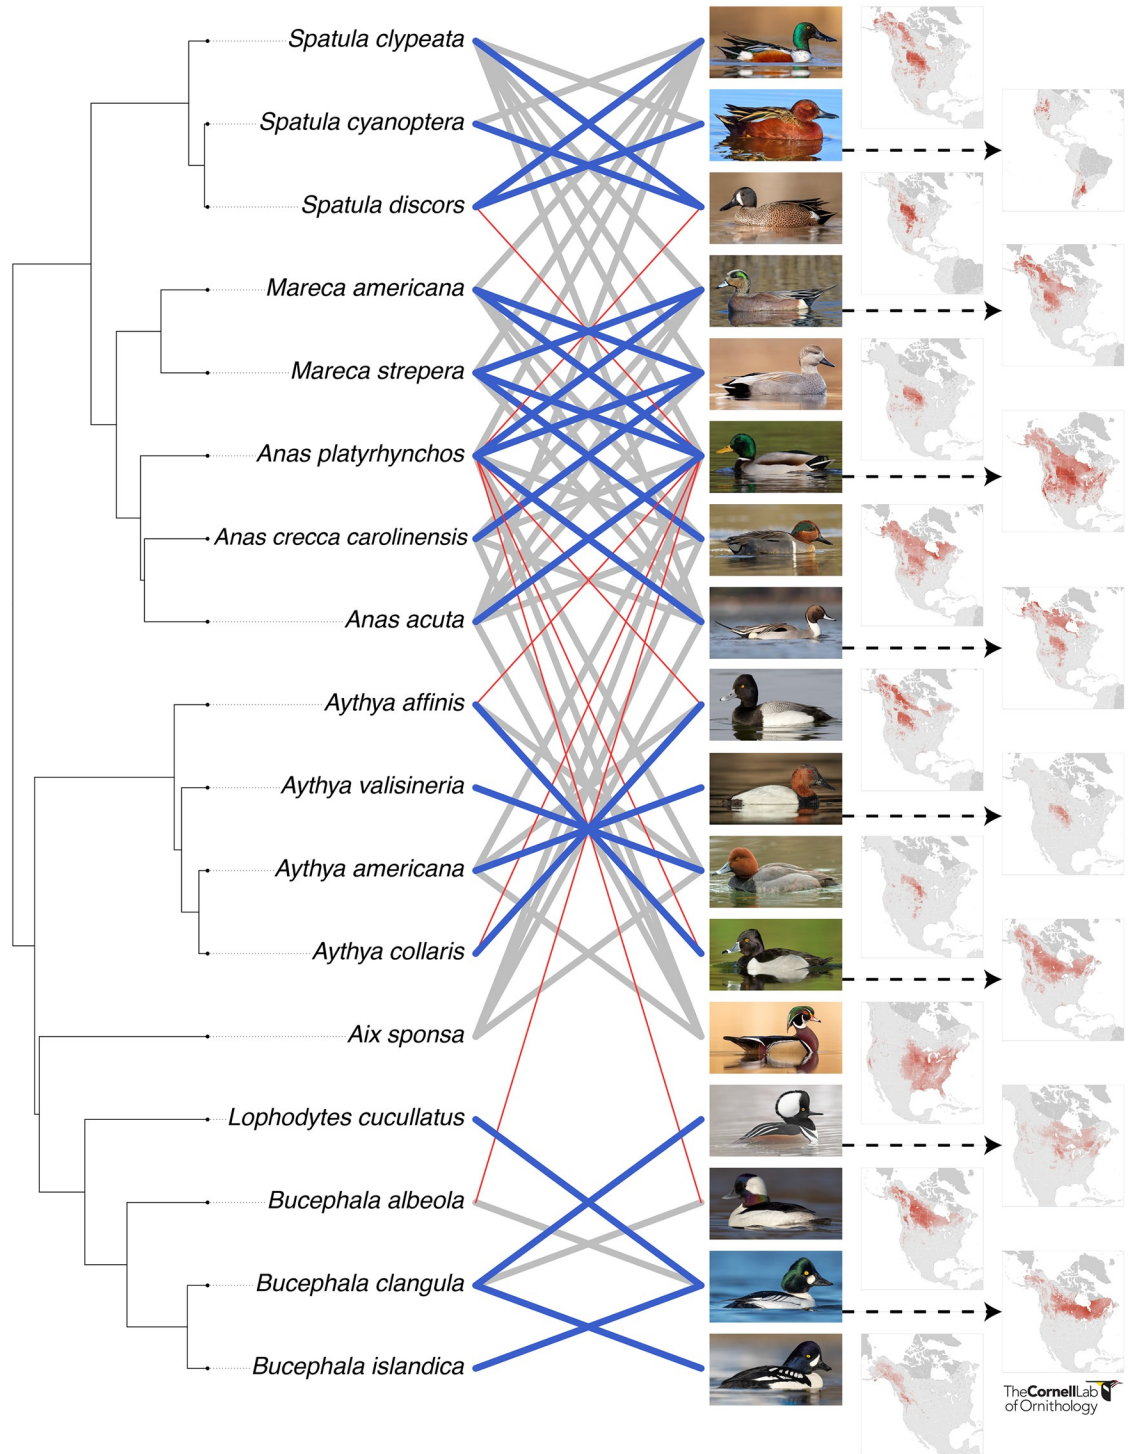 Spatula clypeata
Spatula cyanoptera
Spatula discors
Mareca americana
Mareca strepera
Anas platyrhynchos
Anas crecca carolinensis
Anas acuta
Aythya affinis
Aythya valisineria
Aythya americana
Aythya collaris
Aix sponsa
Lophodytes cucullatus
Bucephala albeola
Bucephala clangula
Bucephala islandica
TheCornellLab
of Ornithology